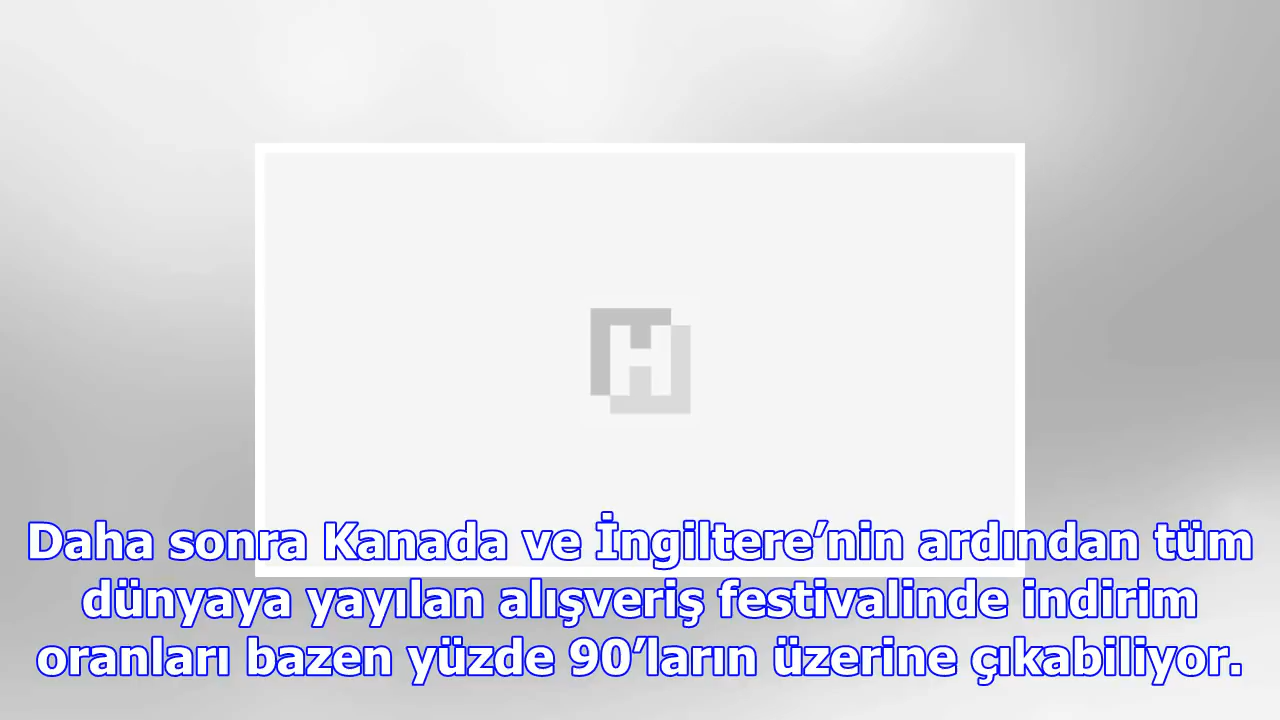 H
Daha sonra Kanada ve İngiltere’nin ardından tüm
dünyaya yayılan alışveriş festivalinde indirim
oranları bazen yüzde 90’ların üzerine çıkabiliyor.